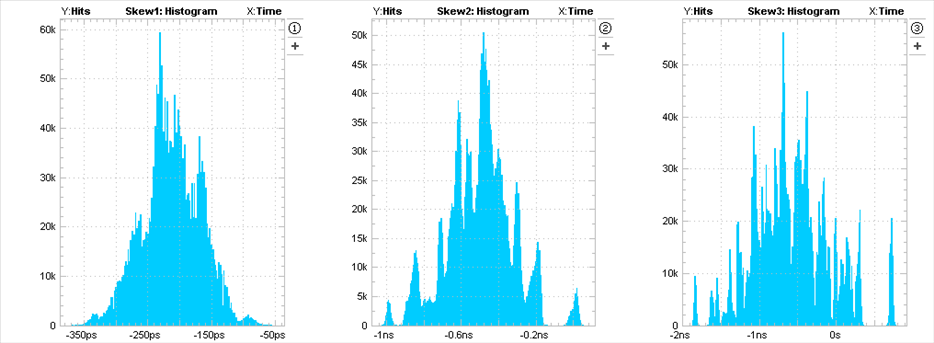 Y:Hits Skew1: Histogram X:Time
1
+
60k
50k
40k
30k
20k
10k
0
-350ps -250ps -150ps -50ps
Y:Hits Skew2: Histogram X:Time
2
+
50k
45k
40k
35k
30k
25k
20k
15k
10k
5k
0
-1ns -0.6ns -0.2ns
Y:Hits Skew3: Histogram X:Time
3
+
50k
40k
30k
20k
10k
0
-2ns -1ns 0s